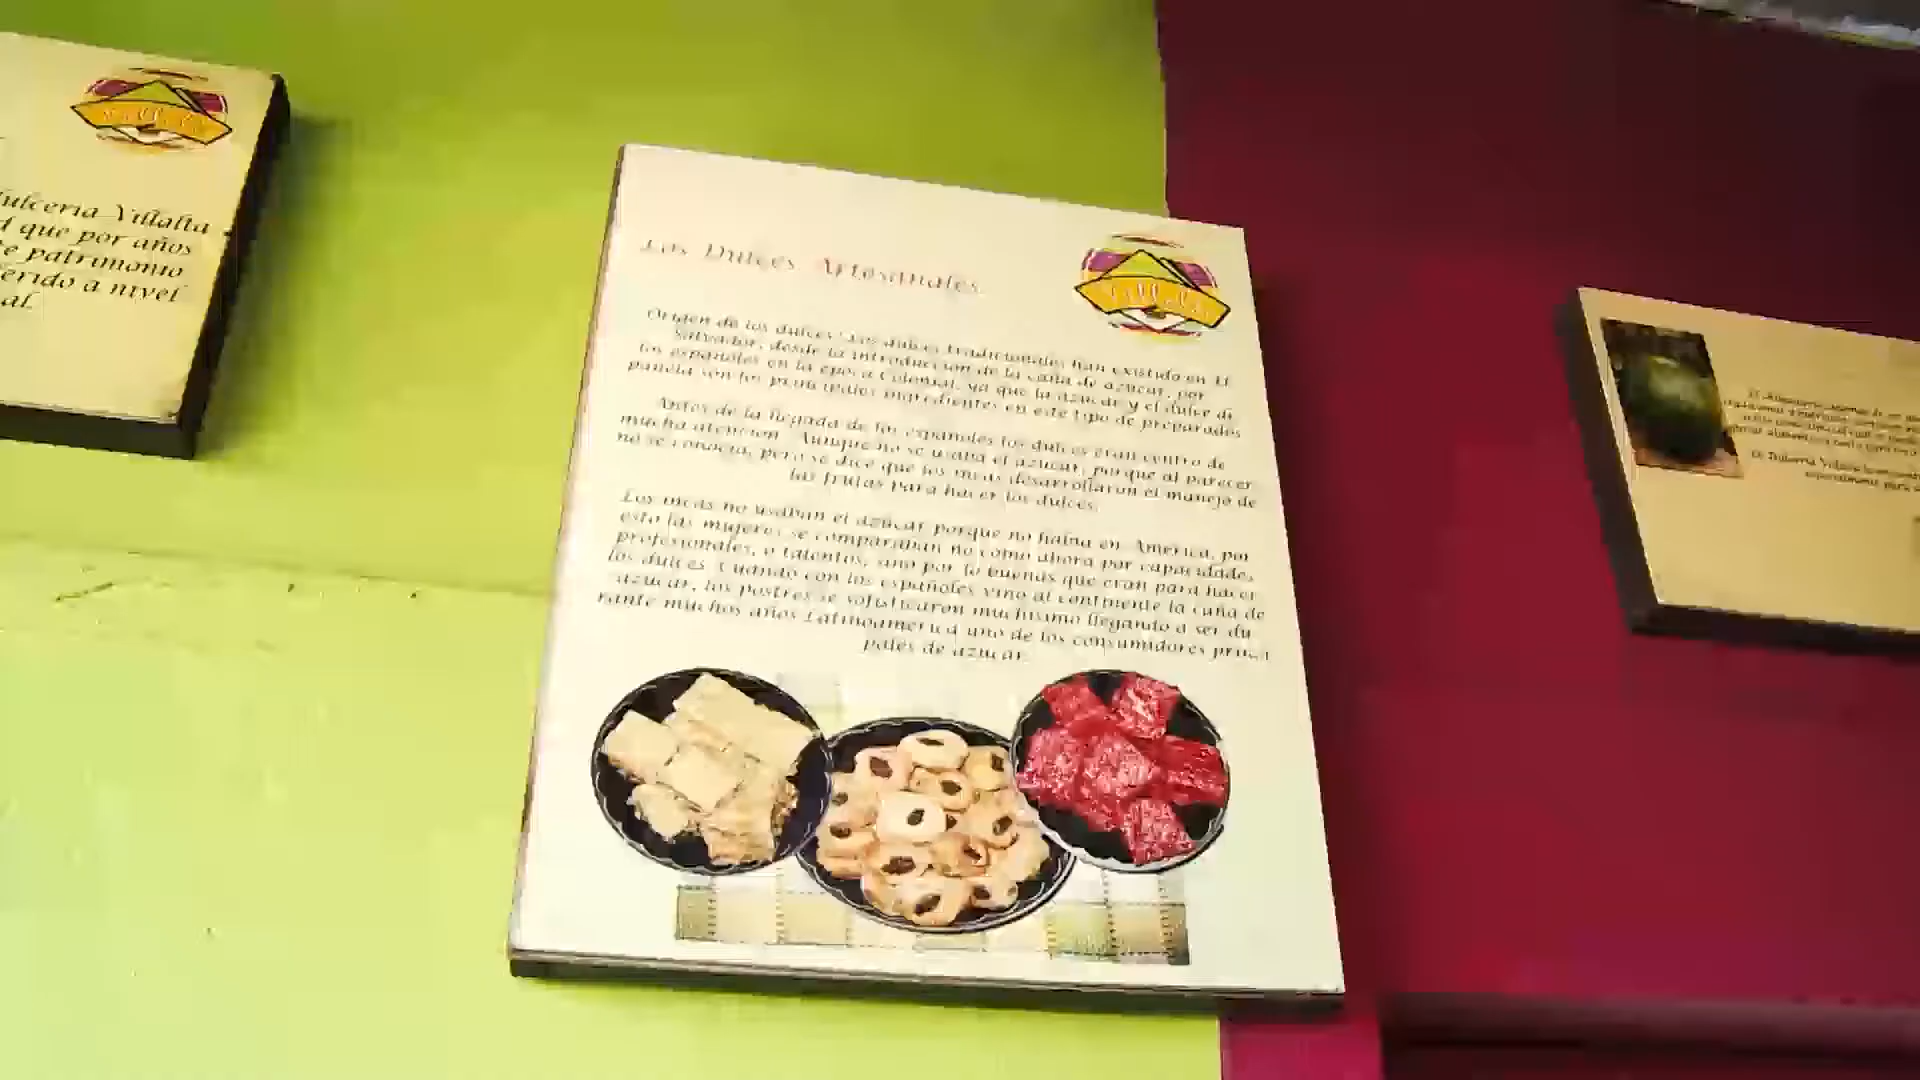 Villalta
ulcería Villalta
d que por años
e patrimonio
erido a nivel
al.
Los Dulces Artesanales.
Villalta
Origen de los dulces: Los dulces tradicionales han existido en El
Salvador, desde la introducción de la caña de azúcar, por
los españoles en la época Colonial, ya que la azúcar y el dulce de
panela son los principales ingredientes en este tipo de preparados
Antes de la llegada de los españoles los dulces eran centro de
mucha atención. Aunque no se usaba el azúcar, porque al parecer
no se conocía, pero se dice que los incas desarrollaron el manejo de
las frutas para hacer los dulces.
Los incas no usaban el azúcar porque no había en América, por
esto las mujeres se comparaban no como ahora por capacidades
profesionales, o talentos, sino por lo buenas que eran para hacer
los dulces. Cuando con los españoles vino al continente la caña de
azúcar, los postres se sofisticaron muchísimo llegando a ser du
rante muchos años Latinoamerica uno de los consumidores princi
pales de azúcar.